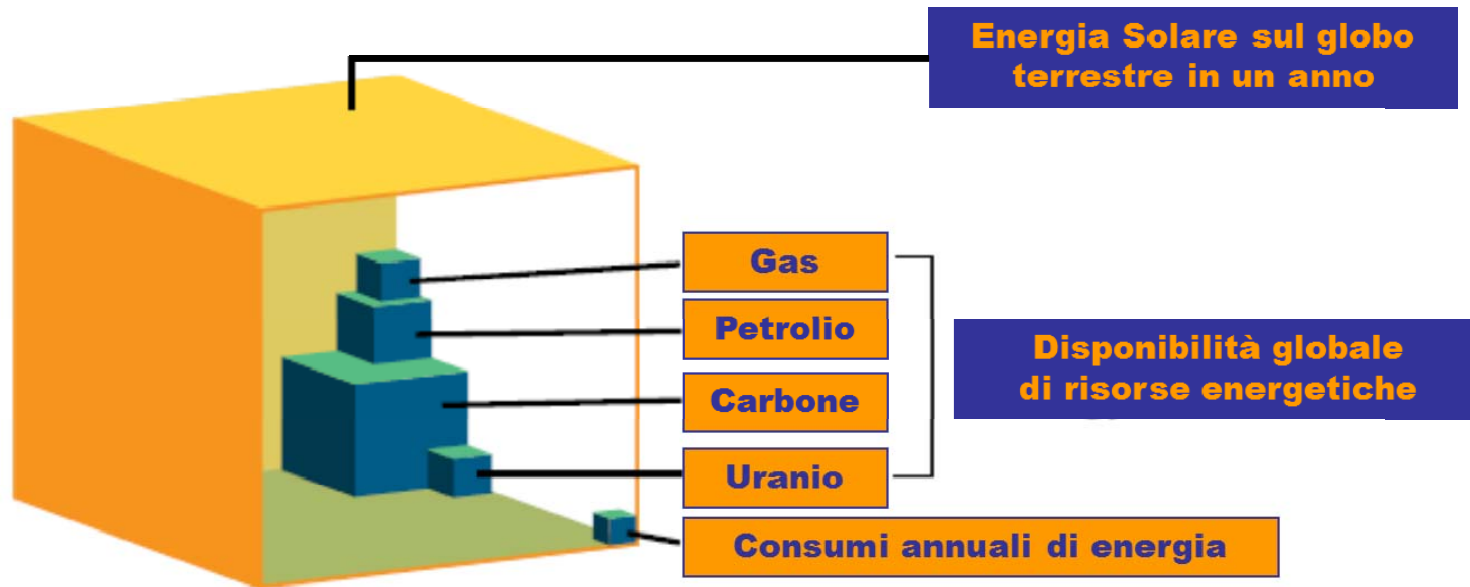 Energia Solare sul globo
terrestre in un anno
Gas
Petrolio
Carbone
Uranio
Disponibilità globale
di risorse energetiche
Consumi annuali di energia